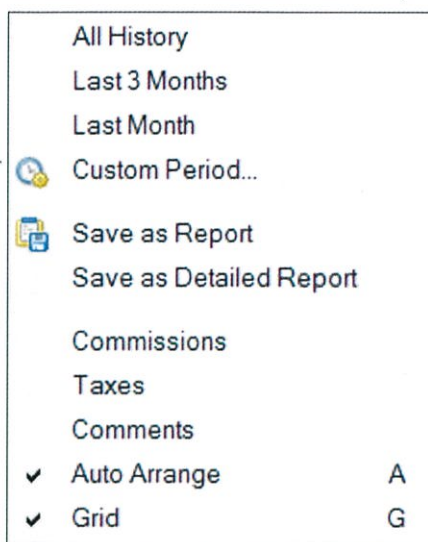 All History
Last 3 Months
Last Month
Custom Period...
Save as Report
Save as Detailed Report
Commissions
Taxes
Comments
Auto Arrange A
Grid G